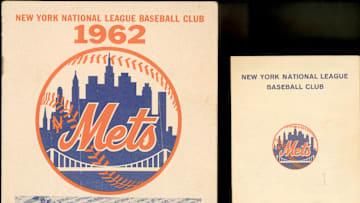 NEW YORK NATIONAL LEAGUE BASEBALL CLUB
1962
Mets
NEW YORK NATIONAL LEAGUE
BASEBALL CLUB
Mets